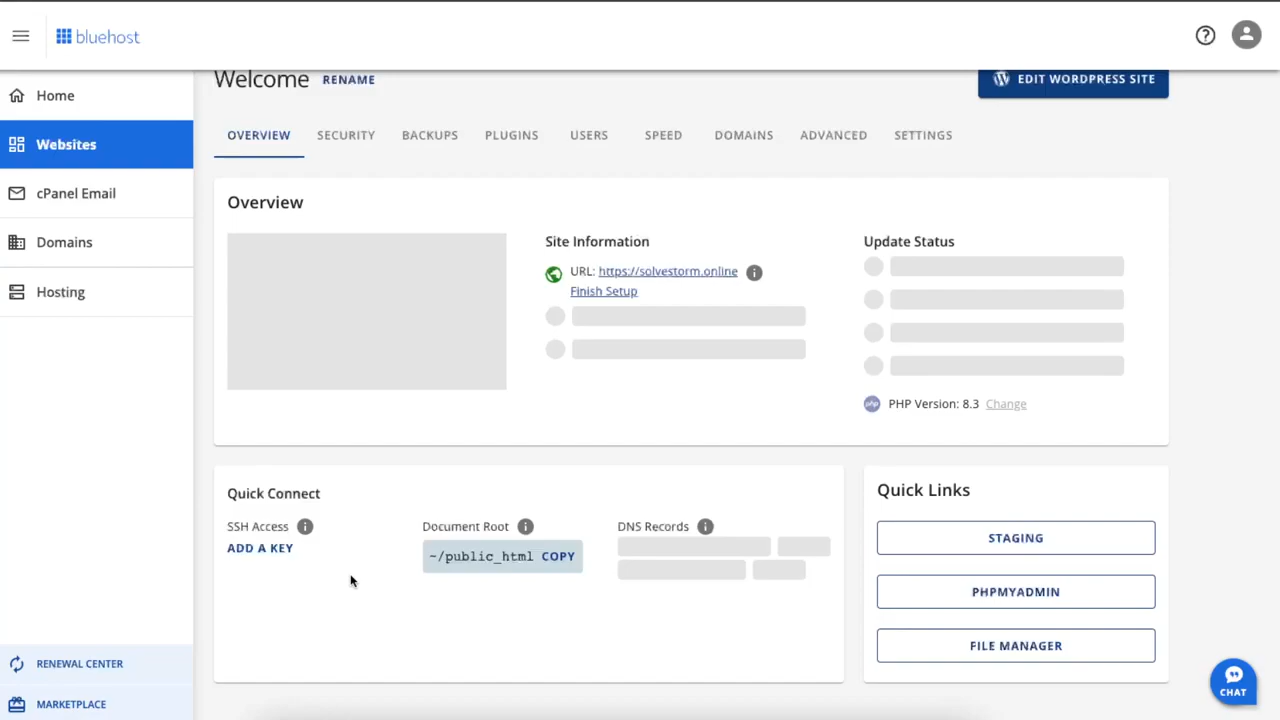 bluehost
Welcome RENAME
EDIT WORDPRESS SITE
Home
Websites
cPanel Email
Domains
Hosting
RENEWAL CENTER
MARKETPLACE
OVERVIEW SECURITY BACKUPS PLUGINS USERS SPEED DOMAINS ADVANCED SETTINGS
Overview
Site Information
URL: https://solvestorm.online
Finish Setup
Update Status
php PHP Version: 8.3 Change
Quick Connect
SSH Access
ADD A KEY
Document Root
~/public_html COPY
DNS Records
Quick Links
STAGING
PHPMYADMIN
FILE MANAGER
CHAT